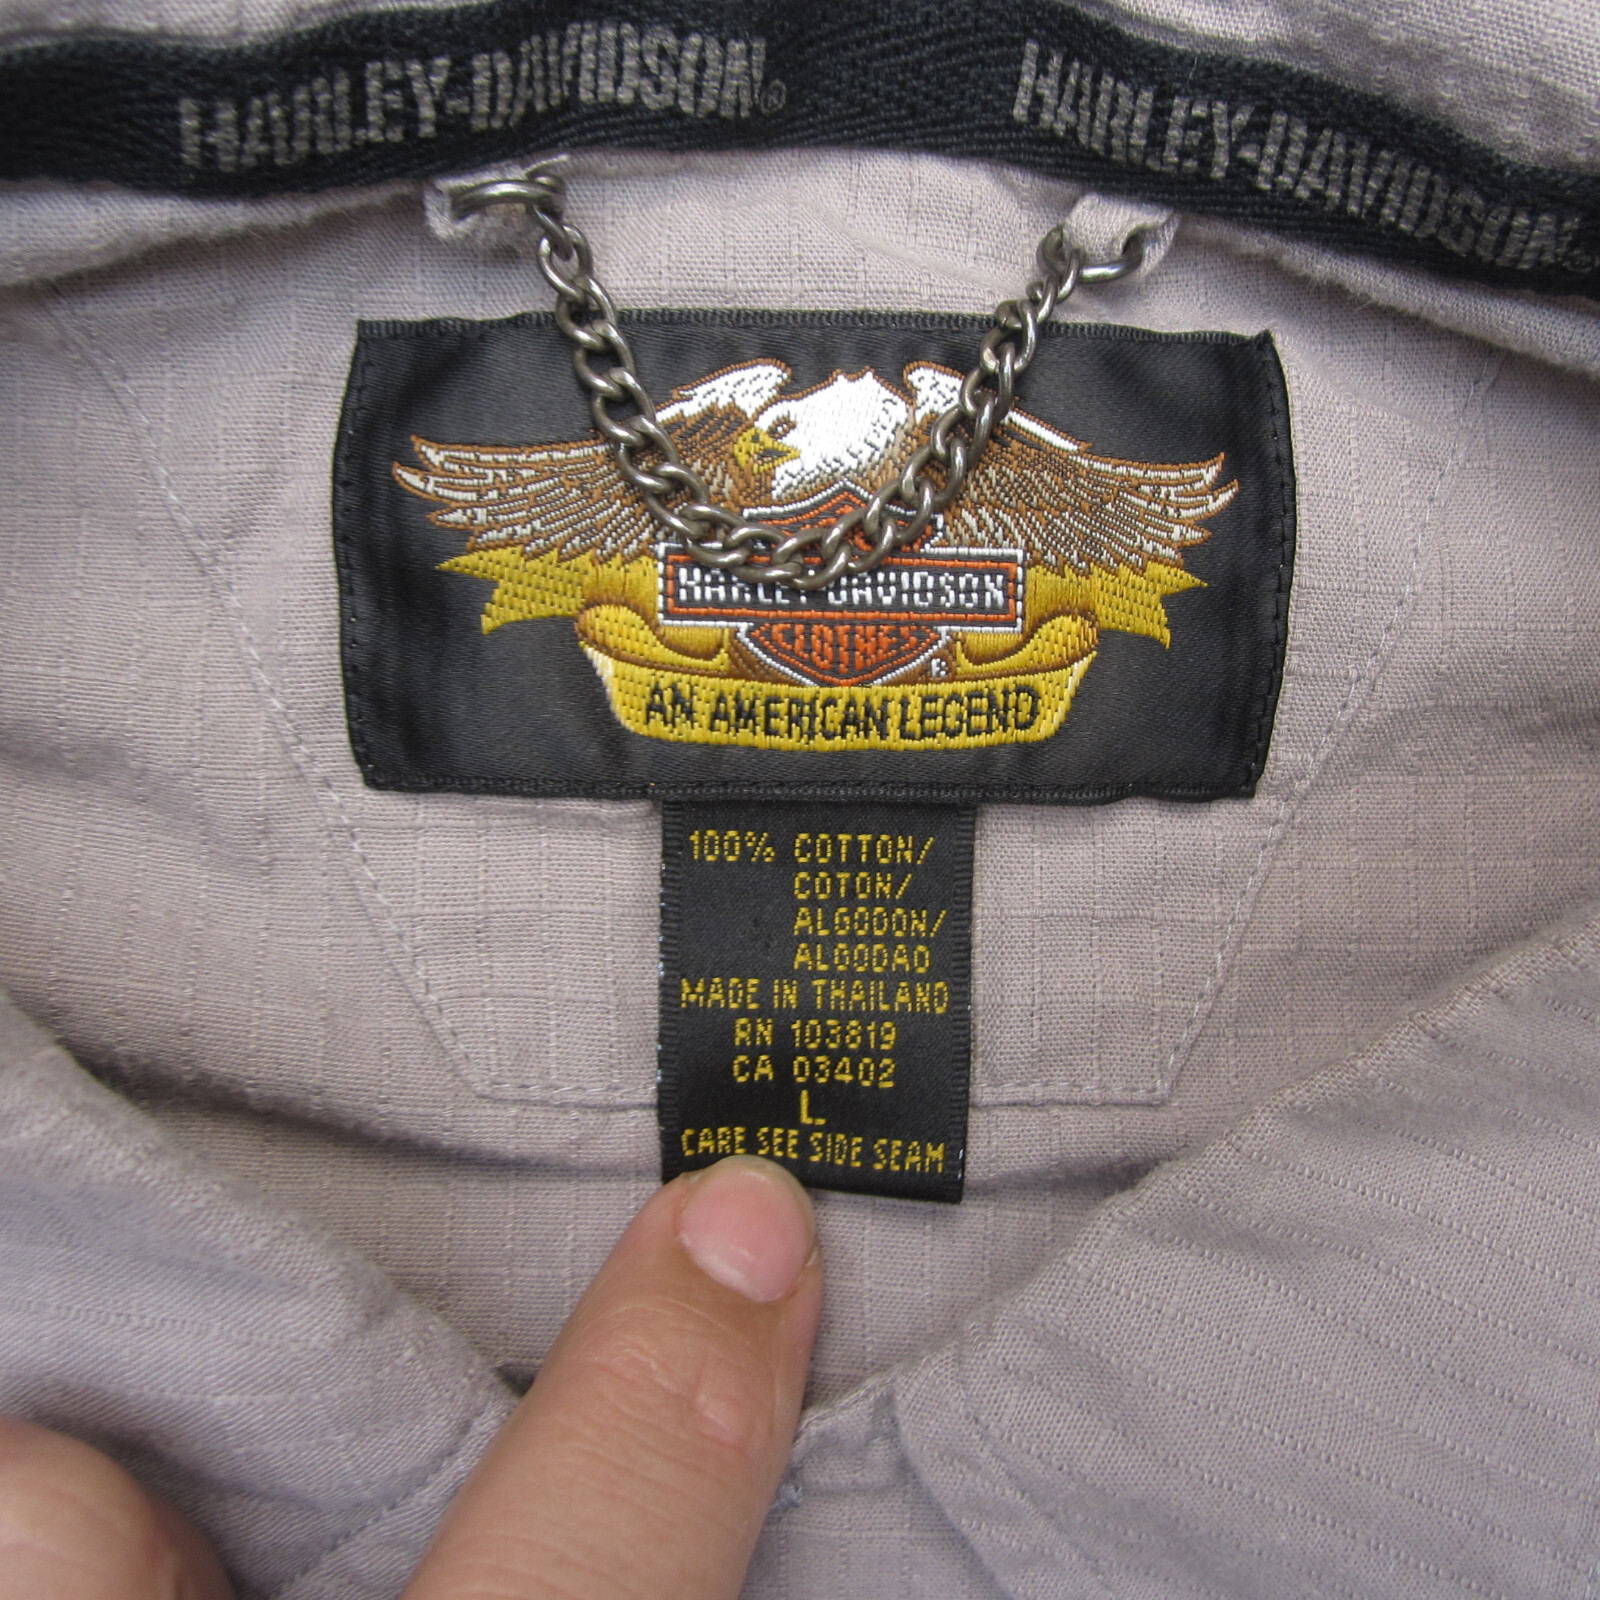 HARLEY-DAVIDSON®
HARLEY-DAVIDSON®
HARLEY-DAVIDSON
CLOTHES
®
AN AMERICAN LEGEND
100% COTTON/
COTON/
ALGODON/
ALGODAO
MADE IN THAILAND
RN 103819
CA 03402
L
CARE SEE SIDE SEAM